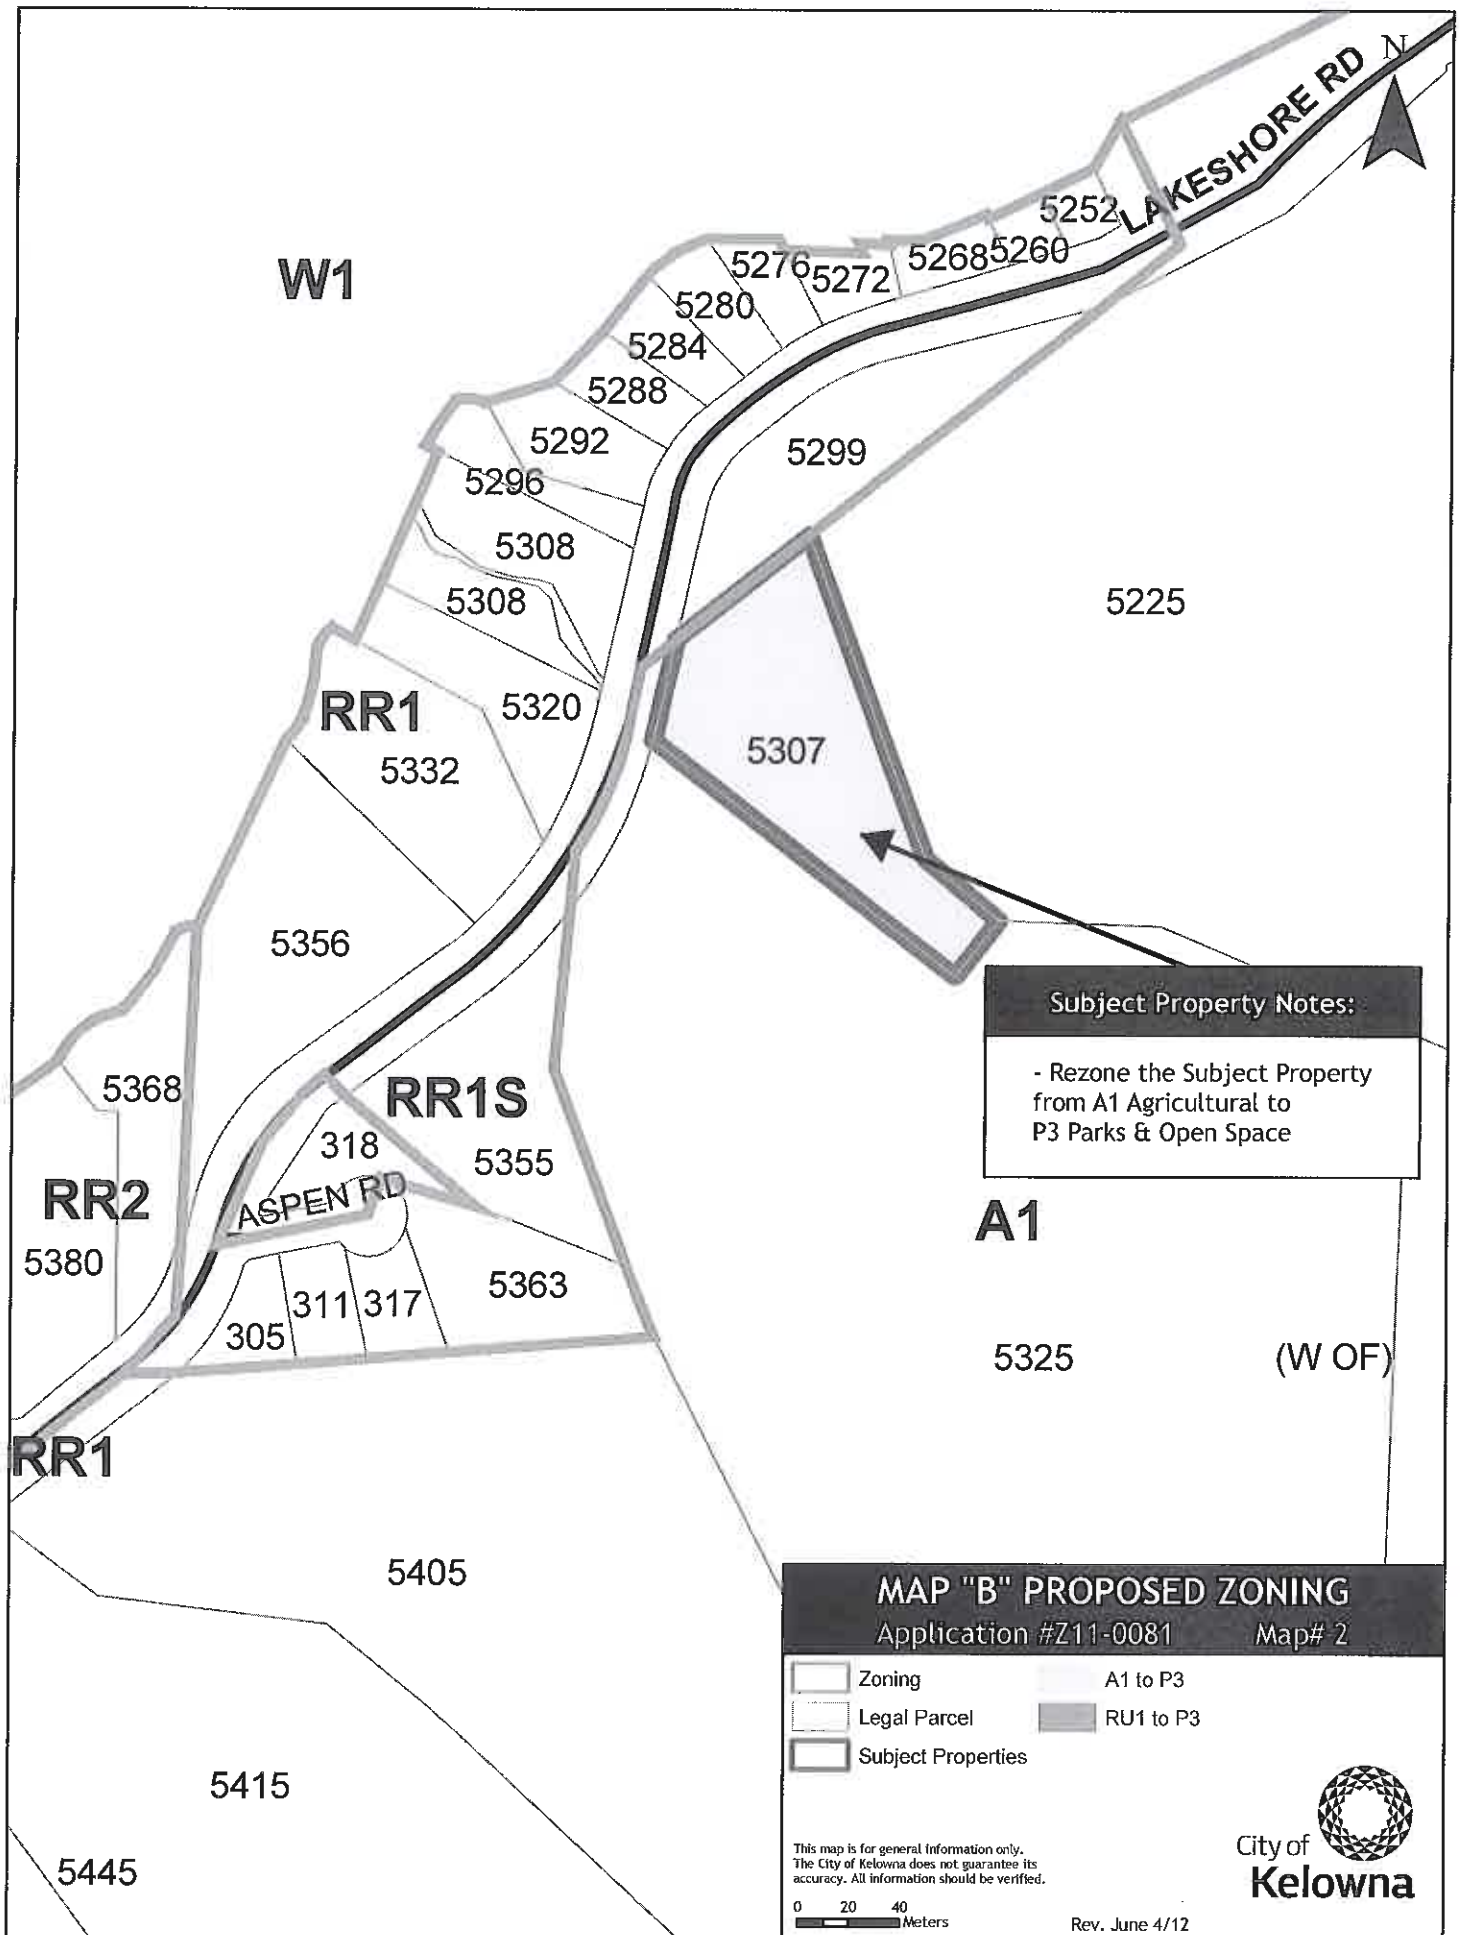 N
LAKESHORE RD
5252
W1
5276
5272
5268
5260
5280
5284
5288
5292
5299
5296
5308
5308
5225
RR1
5320
5307
5332
5356
Subject Property Notes:
- Rezone the Subject Property
from A1 Agricultural to
P3 Parks & Open Space
5368
RR1S
318
5355
RR2
ASPEN RD
A1
5380
5363
311
317
305
5325
(W OF)
RR1
5405
MAP "B" PROPOSED ZONING
Application #Z11-0081 Map# 2
Zoning
A1 to P3
Legal Parcel
RU1 to P3
Subject Properties
5415
5445
This map is for general information only.
The City of Kelowna does not guarantee its
accuracy. All information should be verified.
City of
Kelowna
0 20 40
Meters
Rev. June 4/12